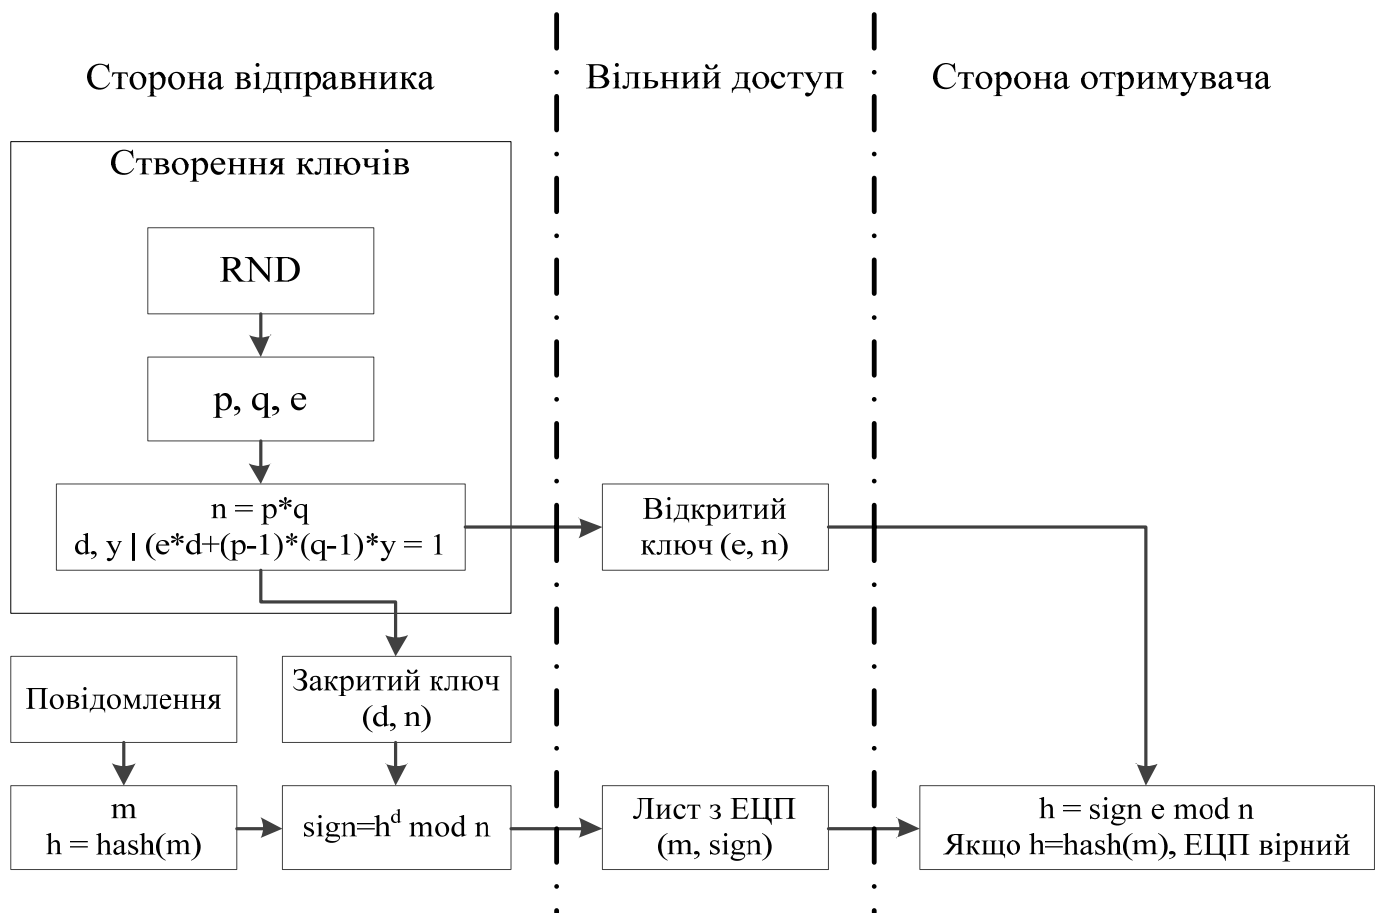 Сторона відправника
Вільний доступ
Сторона отримувача
Створення ключів
RND
p, q, e
n = p*q
d, y | (e*d+(p-1)*(q-1)*y = 1
Відкритий
ключ (e, n)
Повідомлення
Закритий ключ
(d, n)
m
h = hash(m)
sign=h^d mod n
Лист з ЕЦП
(m, sign)
h = sign e mod n
Якщо h=hash(m), ЕЦП вірний